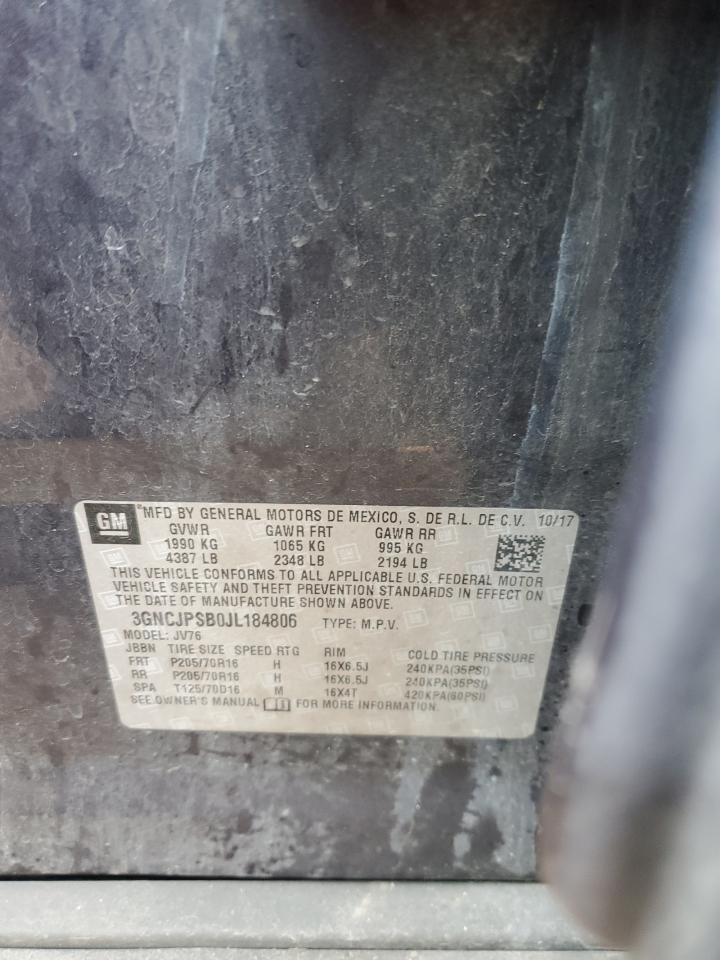 GM
*MFD BY GENERAL MOTORS DE MEXICO, S. DE R.L. DE C.V. 10/17
GVWR GAWR FRT GAWR RR
1990 KG 1065 KG 995 KG
4387 LB 2348 LB 2194 LB
THIS VEHICLE CONFORMS TO ALL APPLICABLE U.S. FEDERAL MOTOR
VEHICLE SAFETY AND THEFT PREVENTION STANDARDS IN EFFECT ON
THE DATE OF MANUFACTURE SHOWN ABOVE.
3GNCJPSB0JL184806 TYPE: M.P.V.
MODEL: JV76
JBBN TIRE SIZE SPEED RTG RIM COLD TIRE PRESSURE
FRT P205/70R16 H 16X6.5J 240KPA(35PSI)
RR P205/70R16 H 16X6.5J 240KPA(35PSI)
SPA T125/70D16 M 16X4T 420KPA(60PSI)
SEE OWNER'S MANUAL FOR MORE INFORMATION.